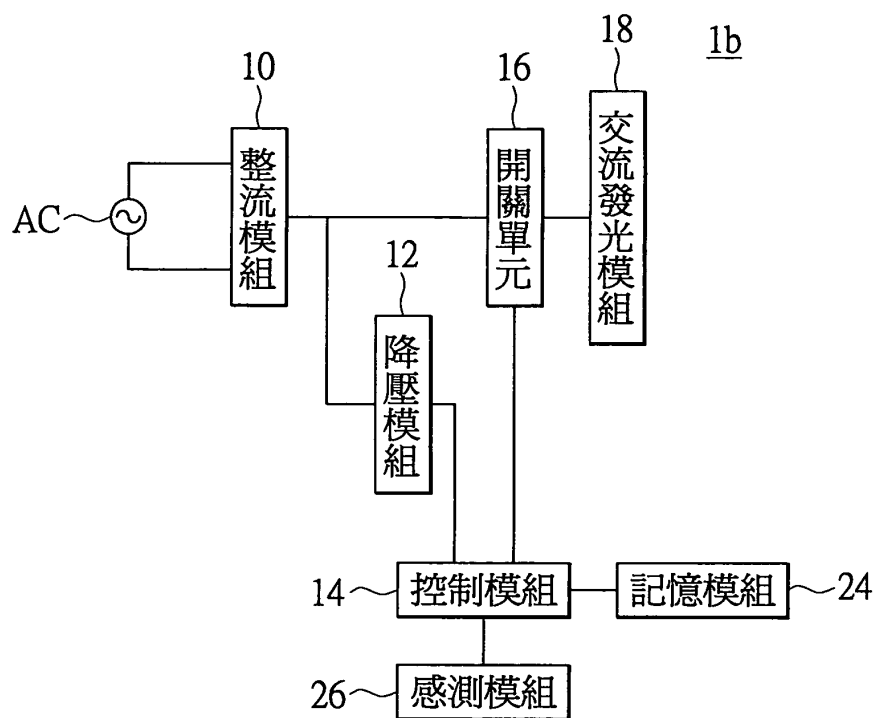 1b
18
16
10
交流發光模組
開關單元
整流模組
AC
12
降壓模組
14
控制模組
記憶模組
24
26
感測模組